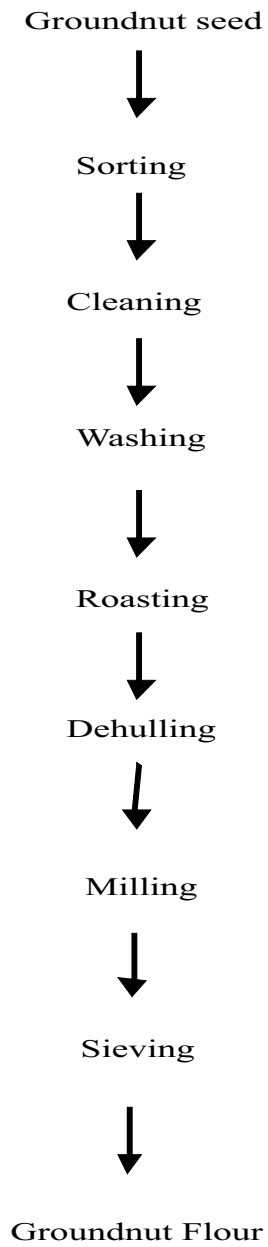 Groundnut seed
Sorting
Cleaning
Washing
Roasting
Dehulling
Milling
Sieving
Groundnut Flour